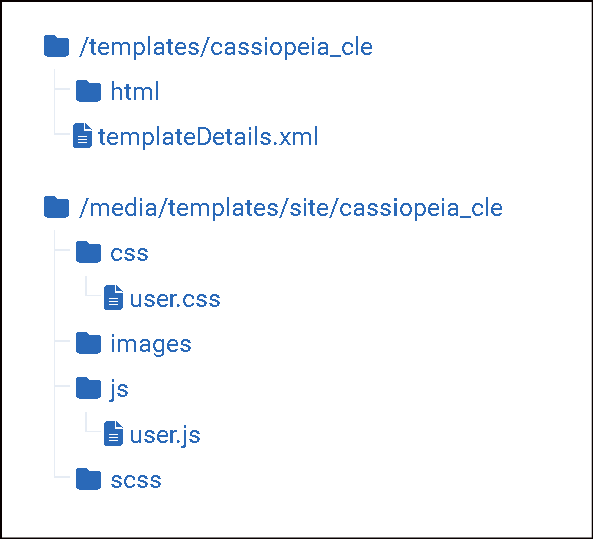 /templates/cassiopeia_cle
html
templateDetails.xml
/media/templates/site/cassiopeia_cle
css
user.css
images
js
user.js
scss